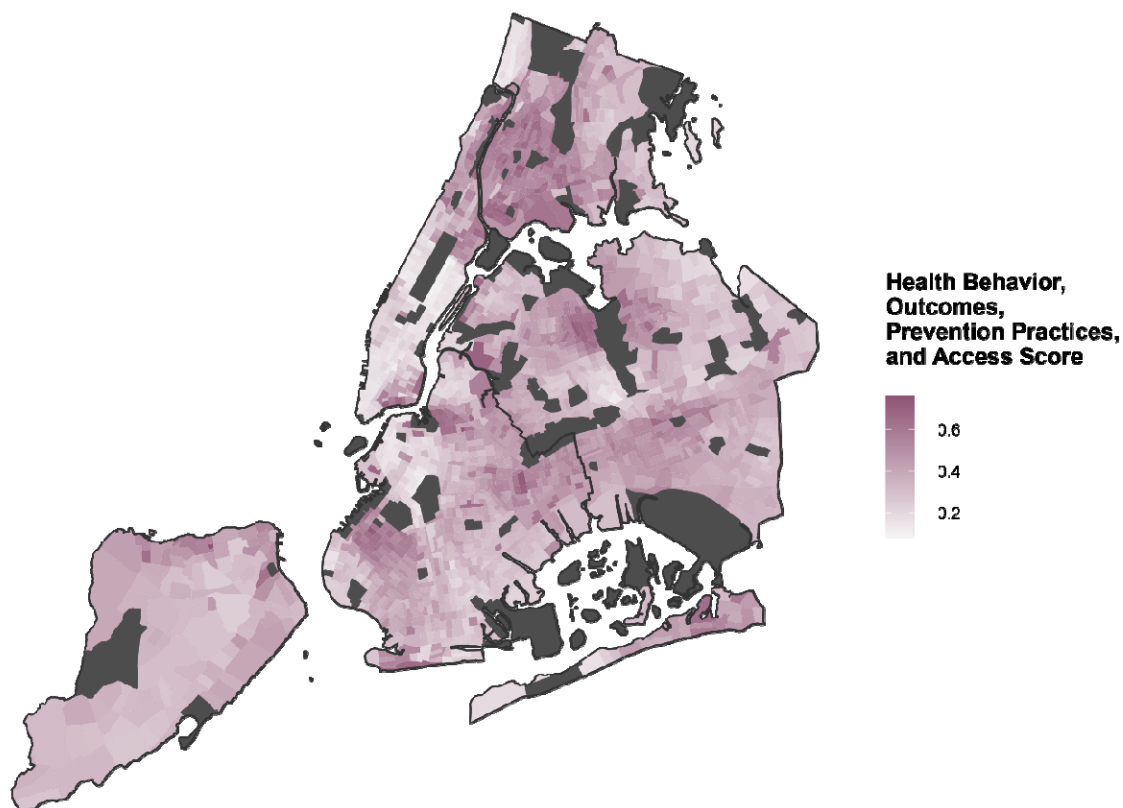 Health Behavior,
Outcomes,
Prevention Practices,
and Access Score
0.6
0.4
0.2